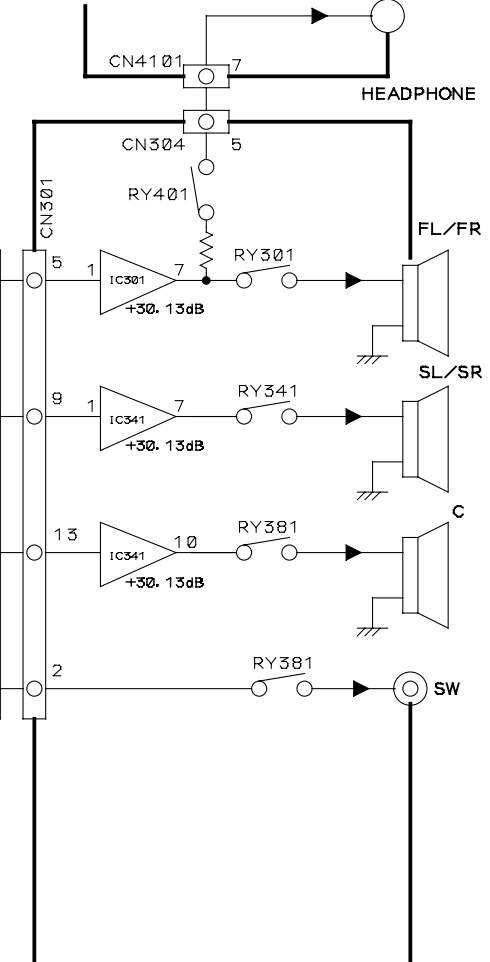 CN4101 7
HEADPHONE
CN304 5
CN301
RY401
FL/FR
5 1 IC301 7 RY301
+30.13dB
SL/SR
9 1 IC341 7 RY341
+30.13dB
C
13 IC341 10 RY381
+30.13dB
2 RY381 SW